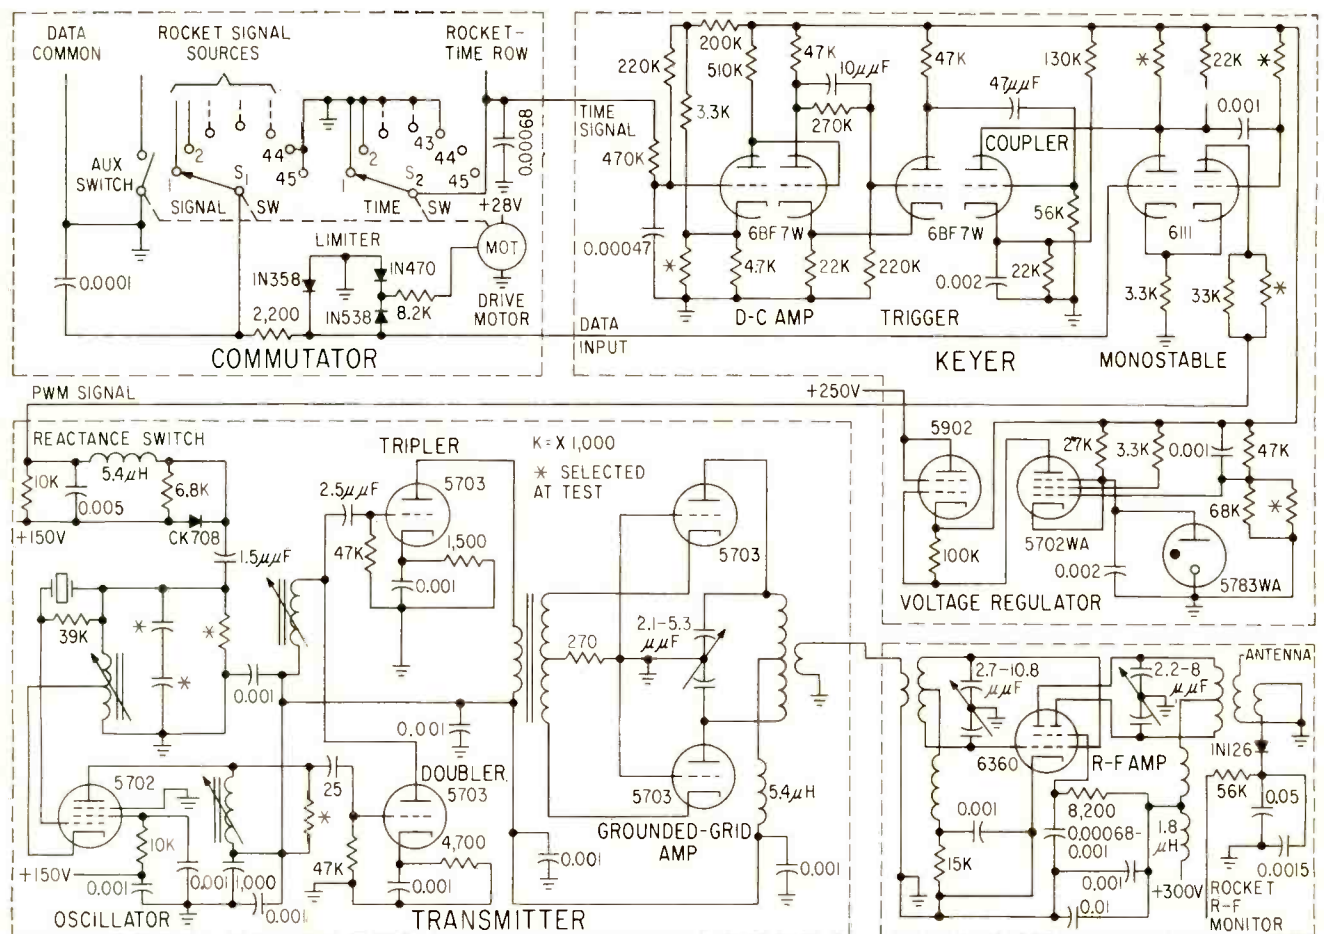 DATA COMMON
ROCKET SIGNAL SOURCES
ROCKET-TIME ROW
AUX SWITCH
2
44
45
1
S1
SIGNAL SW
2
43
44
45
1
S2
TIME SW
0.00068
+28V
MOT
DRIVE MOTOR
LIMITER
1N358
1N470
1N538
8.2K
0.0001
2,200
COMMUTATOR
TIME SIGNAL
220K
200K
510K
47K
10μμF
270K
3.3K
470K
47K
47μμF
130K
*
22K
*
0.001
COUPLER
6BF7W
6BF7W
6111
56K
0.00047
*
4.7K
22K
220K
0.002
22K
3.3K
33K
*
D-C AMP
TRIGGER
MONOSTABLE
DATA INPUT
KEYER
PWM SIGNAL
+250V
5902
27K
3.3K
0.001
47K
68K
*
5702WA
100K
0.002
5783WA
VOLTAGE REGULATOR
REACTANCE SWITCH
5.4μH
10K
0.005
6.8K
+150V
CK708
1.5μμF
39K
*
*
*
0.001
TRIPLER
5703
2.5μμF
47K
1,500
0.001
K = X 1,000
* SELECTED AT TEST
5703
270
2.1-5.3 μμF
5703
GROUNDED-GRID AMP
5.4μH
0.001
0.001
0.001
5702
10K
+150V
0.001
0.001
1,000
0.001
*
25
DOUBLER
5703
47K
4,700
0.001
OSCILLATOR
TRANSMITTER
2.7-10.8 μμF
2.2-8 μμF
ANTENNA
6360
R-F AMP
1N126
56K
0.05
0.0015
0.001
15K
8,200
0.00068-0.001
1.8 μH
0.001
0.01
+300V
ROCKET R-F MONITOR